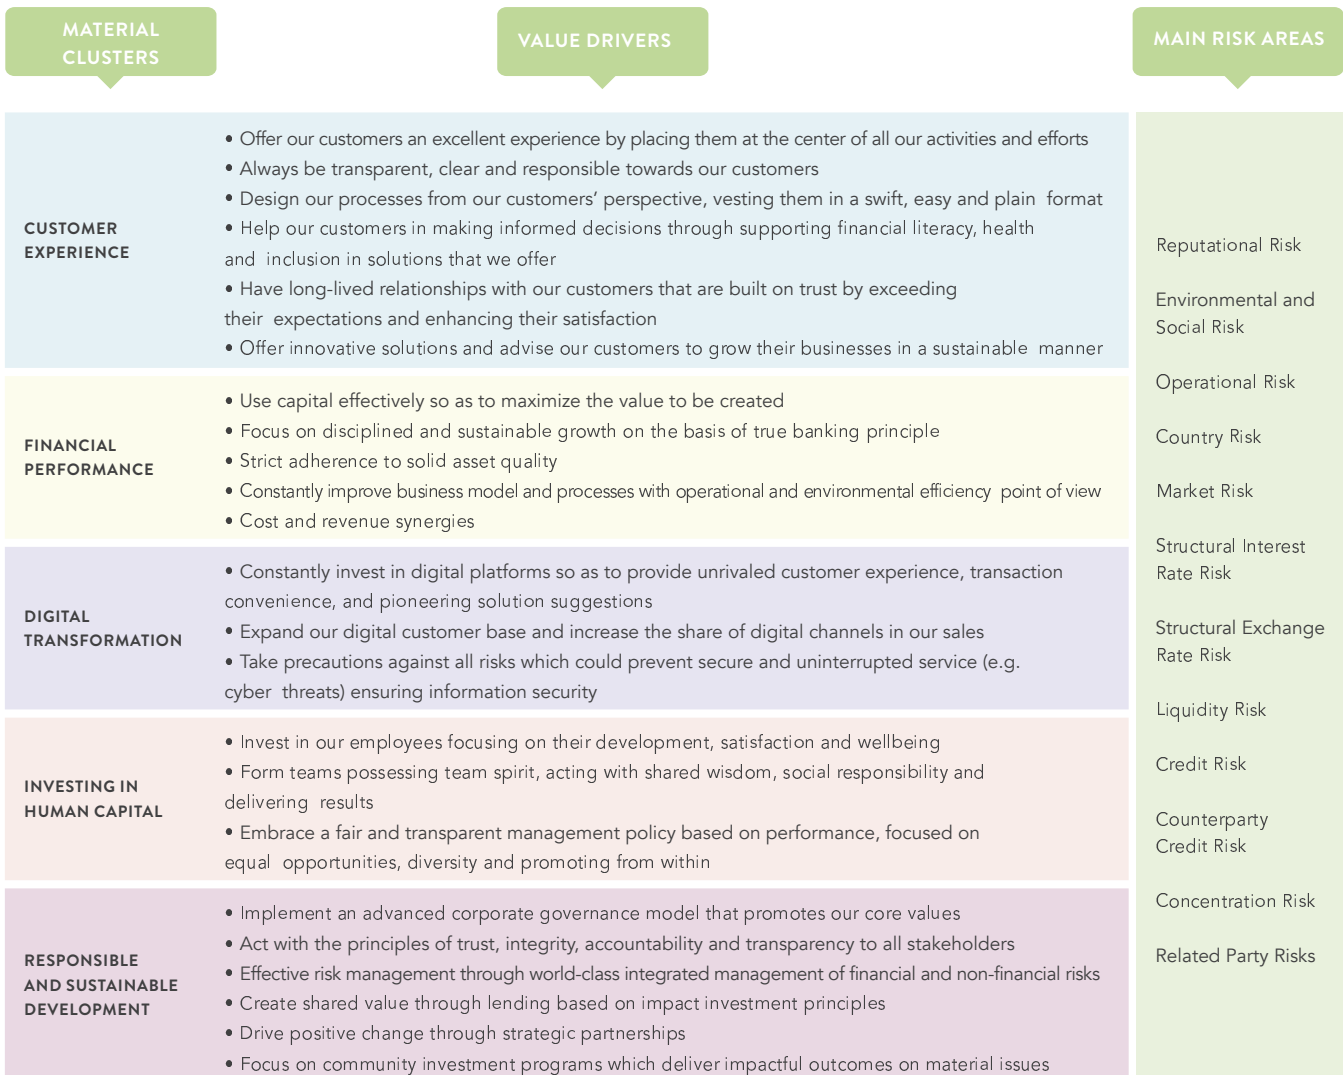 MATERIAL
CLUSTERS
VALUE DRIVERS
MAIN RISK AREAS
CUSTOMER
EXPERIENCE
• Offer our customers an excellent experience by placing them at the center of all our activities and efforts
• Always be transparent, clear and responsible towards our customers
• Design our processes from our customers’ perspective, vesting them in a swift, easy and plain format
• Help our customers in making informed decisions through supporting financial literacy, health
and inclusion in solutions that we offer
• Have long-lived relationships with our customers that are built on trust by exceeding
their expectations and enhancing their satisfaction
• Offer innovative solutions and advise our customers to grow their businesses in a sustainable manner
FINANCIAL
PERFORMANCE
• Use capital effectively so as to maximize the value to be created
• Focus on disciplined and sustainable growth on the basis of true banking principle
• Strict adherence to solid asset quality
• Constantly improve business model and processes with operational and environmental efficiency point of view
• Cost and revenue synergies
DIGITAL
TRANSFORMATION
• Constantly invest in digital platforms so as to provide unrivaled customer experience, transaction
convenience, and pioneering solution suggestions
• Expand our digital customer base and increase the share of digital channels in our sales
• Take precautions against all risks which could prevent secure and uninterrupted service (e.g.
cyber threats) ensuring information security
INVESTING IN
HUMAN CAPITAL
• Invest in our employees focusing on their development, satisfaction and wellbeing
• Form teams possessing team spirit, acting with shared wisdom, social responsibility and
delivering results
• Embrace a fair and transparent management policy based on performance, focused on
equal opportunities, diversity and promoting from within
RESPONSIBLE
AND SUSTAINABLE
DEVELOPMENT
• Implement an advanced corporate governance model that promotes our core values
• Act with the principles of trust, integrity, accountability and transparency to all stakeholders
• Effective risk management through world-class integrated management of financial and non-financial risks
• Create shared value through lending based on impact investment principles
• Drive positive change through strategic partnerships
• Focus on community investment programs which deliver impactful outcomes on material issues
Reputational Risk
Environmental and
Social Risk
Operational Risk
Country Risk
Market Risk
Structural Interest
Rate Risk
Structural Exchange
Rate Risk
Liquidity Risk
Credit Risk
Counterparty
Credit Risk
Concentration Risk
Related Party Risks